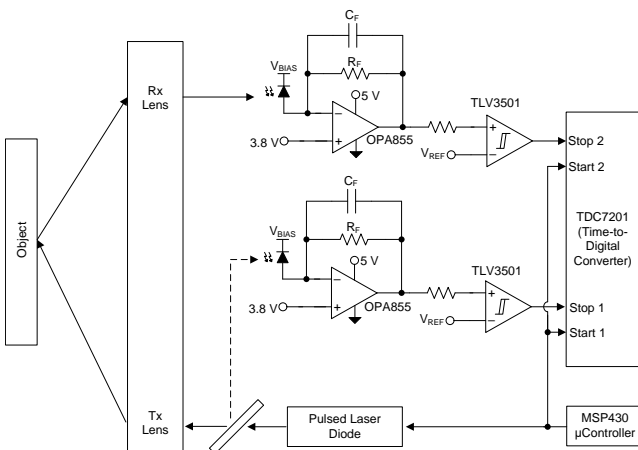 C_F
R_F
V_BIAS
5 V
Rx
Lens
TLV3501
3.8 V
OPA855
V_REF
Stop 2
Start 2
Object
C_F
R_F
V_BIAS
5 V
TDC7201
(Time-to-
Digital
Converter)
TLV3501
3.8 V
OPA855
V_REF
Stop 1
Start 1
Tx
Lens
Pulsed Laser
Diode
MSP430
µController